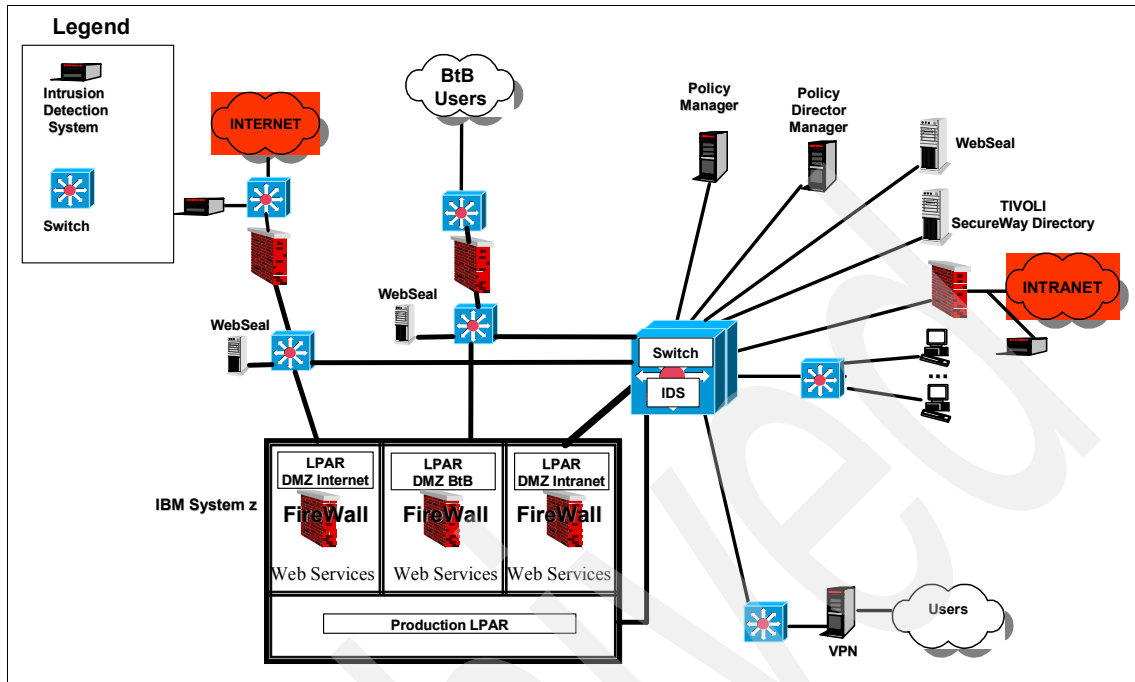 Legend
Intrusion
Detection
System
Switch
INTERNET
BtB
Users
Policy
Manager
Policy
Director
Manager
WebSeal
TIVOLI
SecureWay Directory
INTRANET
WebSeal
WebSeal
Switch
IDS
...
IBM System z
LPAR
DMZ Internet
FireWall
Web Services
LPAR
DMZ BtB
FireWall
Web Services
LPAR
DMZ Intranet
FireWall
Web Services
Production LPAR
VPN
Users